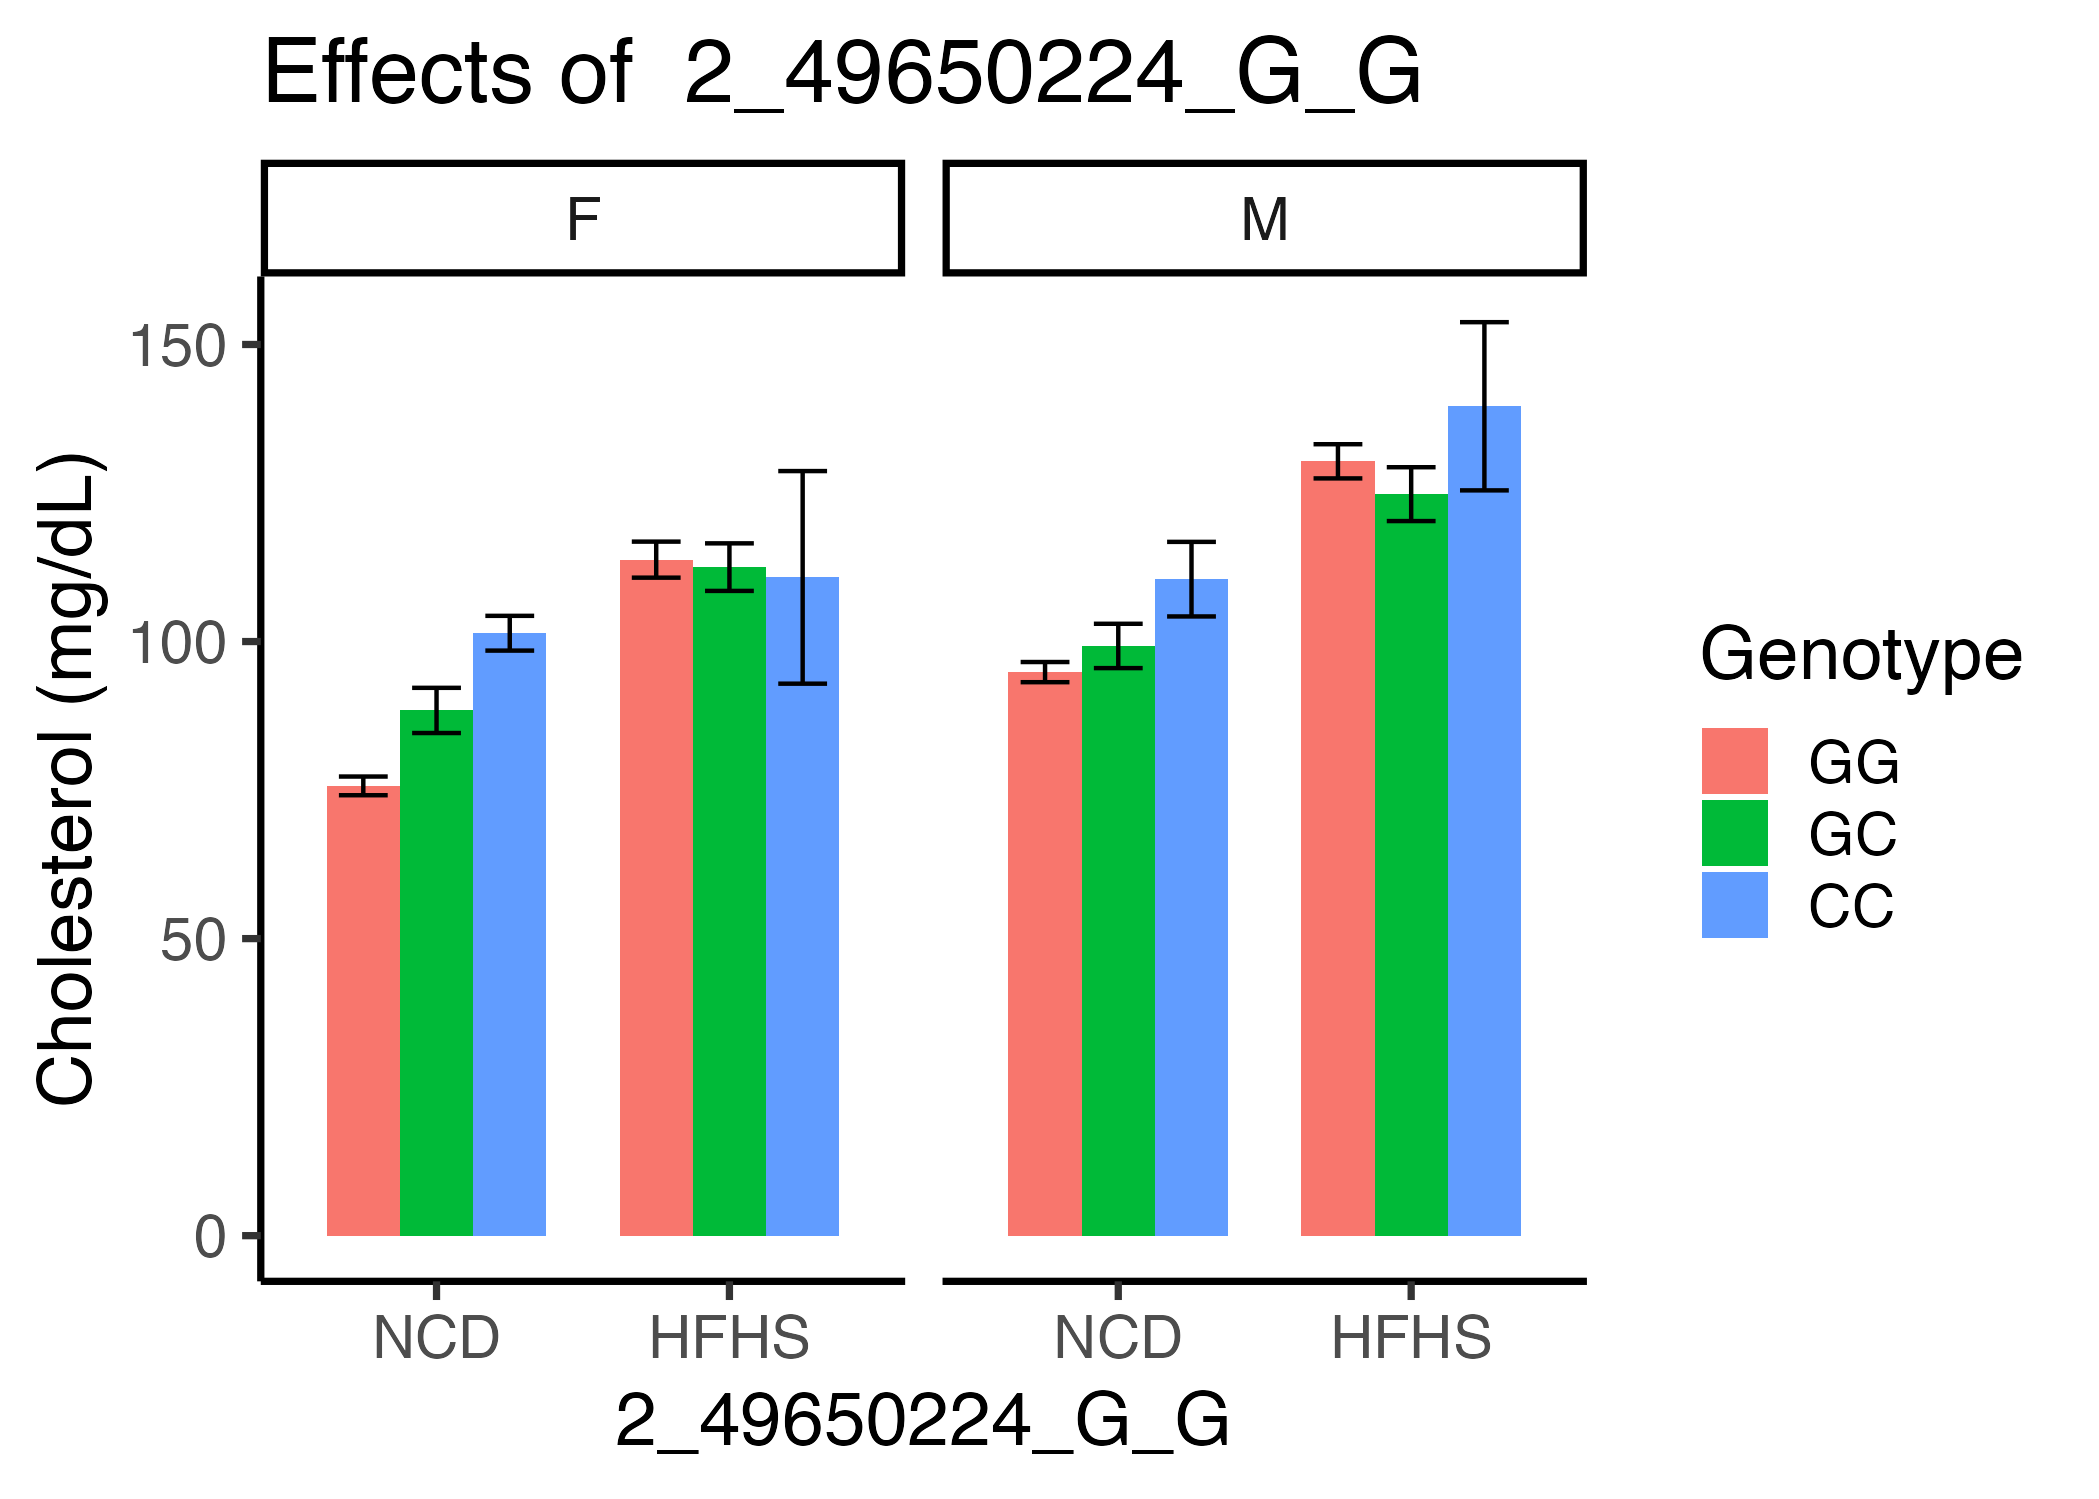 Effects of  2_49650224_G_G
F
M
150
100
50
0
Cholesterol (mg/dL)
NCD
HFHS
NCD
HFHS
2_49650224_G_G
Genotype
GG
GC
CC